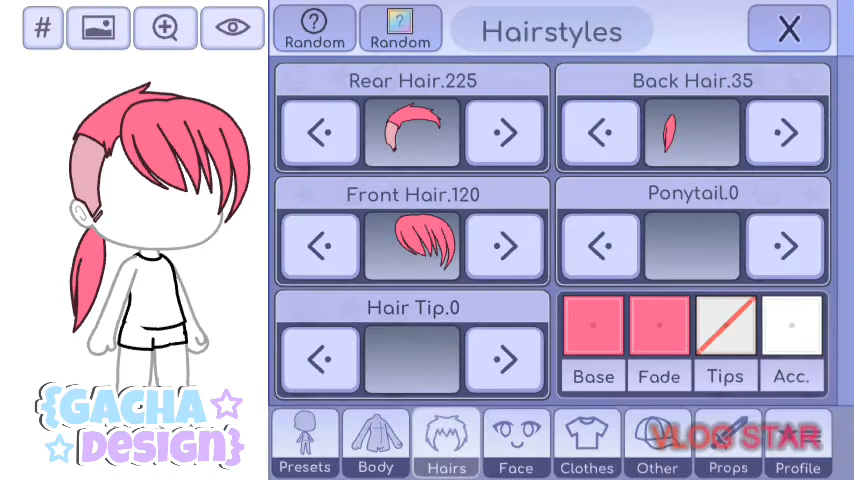 #
Random
Random
Hairstyles
X
Rear Hair.225
Back Hair.35
Front Hair.120
Ponytail.0
Hair Tip.0
Base
Fade
Tips
Acc.
{GACHA
DESIGN}
VLOG STAR
Presets
Body
Hairs
Face
Clothes
Other
Props
Profile